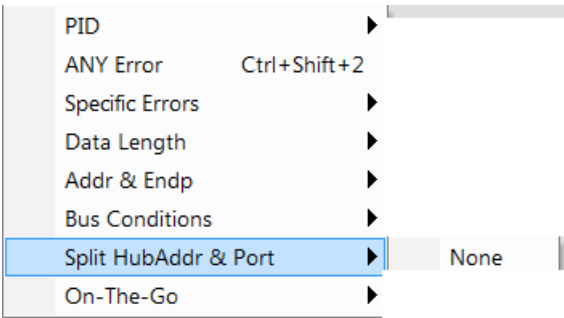 PID
ANY Error Ctrl+Shift+2
Specific Errors
Data Length
Addr & Endp
Bus Conditions
Split HubAddr & Port None
On-The-Go